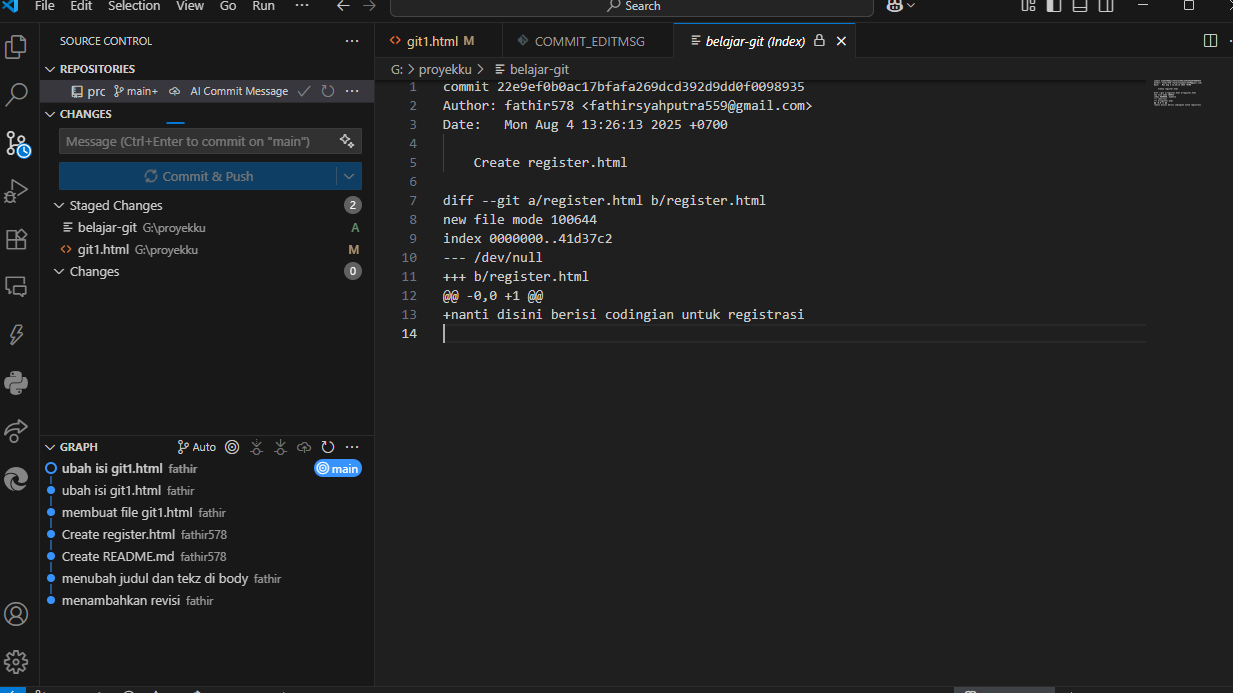 File Edit Selection View Go Run ··· Search
SOURCE CONTROL ···
REPOSITORIES
prc main+ AI Commit Message ···
CHANGES
Message (Ctrl+Enter to commit on "main")
Commit & Push
Staged Changes 2
belajar-git G:\proyekku A
git1.html G:\proyekku M
Changes 0
GRAPH Auto ···
ubah isi git1.html fathir main
ubah isi git1.html fathir
membuat file git1.html fathir
Create register.html fathir578
Create README.md fathir578
menubah judul dan tekz di body fathir
menambahkan revisi fathir
git1.html M COMMIT_EDITMSG belajar-git (Index)
G: > proyekku > belajar-git
1 commit 22e9ef0b0ac17bfafa269dcd392d9dd0f0098935
2 Author: fathir578 <fathirsyahputra559@gmail.com>
3 Date:   Mon Aug 4 13:26:13 2025 +0700
4
5     Create register.html
6
7 diff --git a/register.html b/register.html
8 new file mode 100644
9 index 0000000..41d37c2
10 --- /dev/null
11 +++ b/register.html
12 @@ -0,0 +1 @@
13 +nanti disini berisi codingian untuk registrasi
14